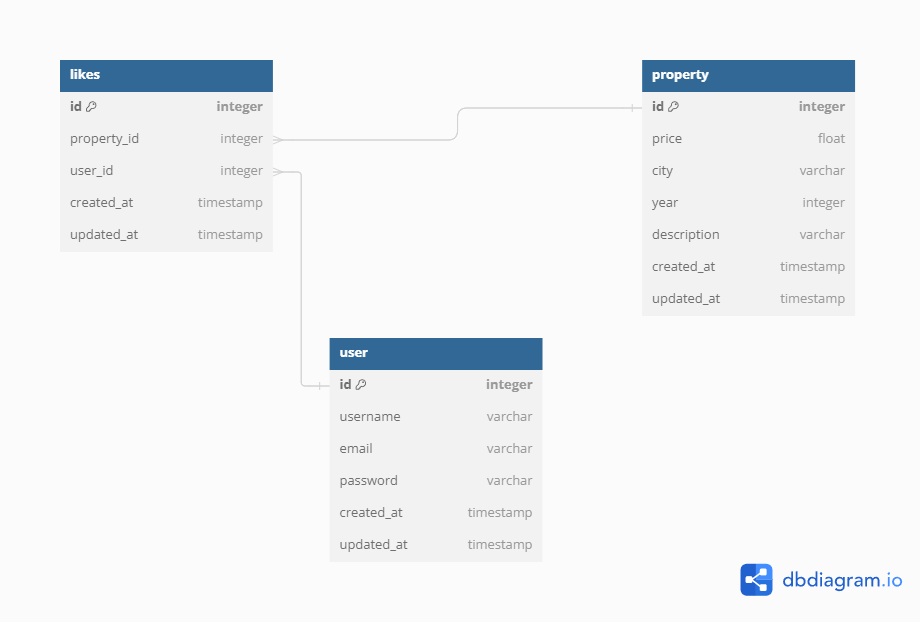 likes
id integer
property_id integer
user_id integer
created_at timestamp
updated_at timestamp
property
id integer
price float
city varchar
year integer
description varchar
created_at timestamp
updated_at timestamp
user
id integer
username varchar
email varchar
password varchar
created_at timestamp
updated_at timestamp
dbdiagram.io